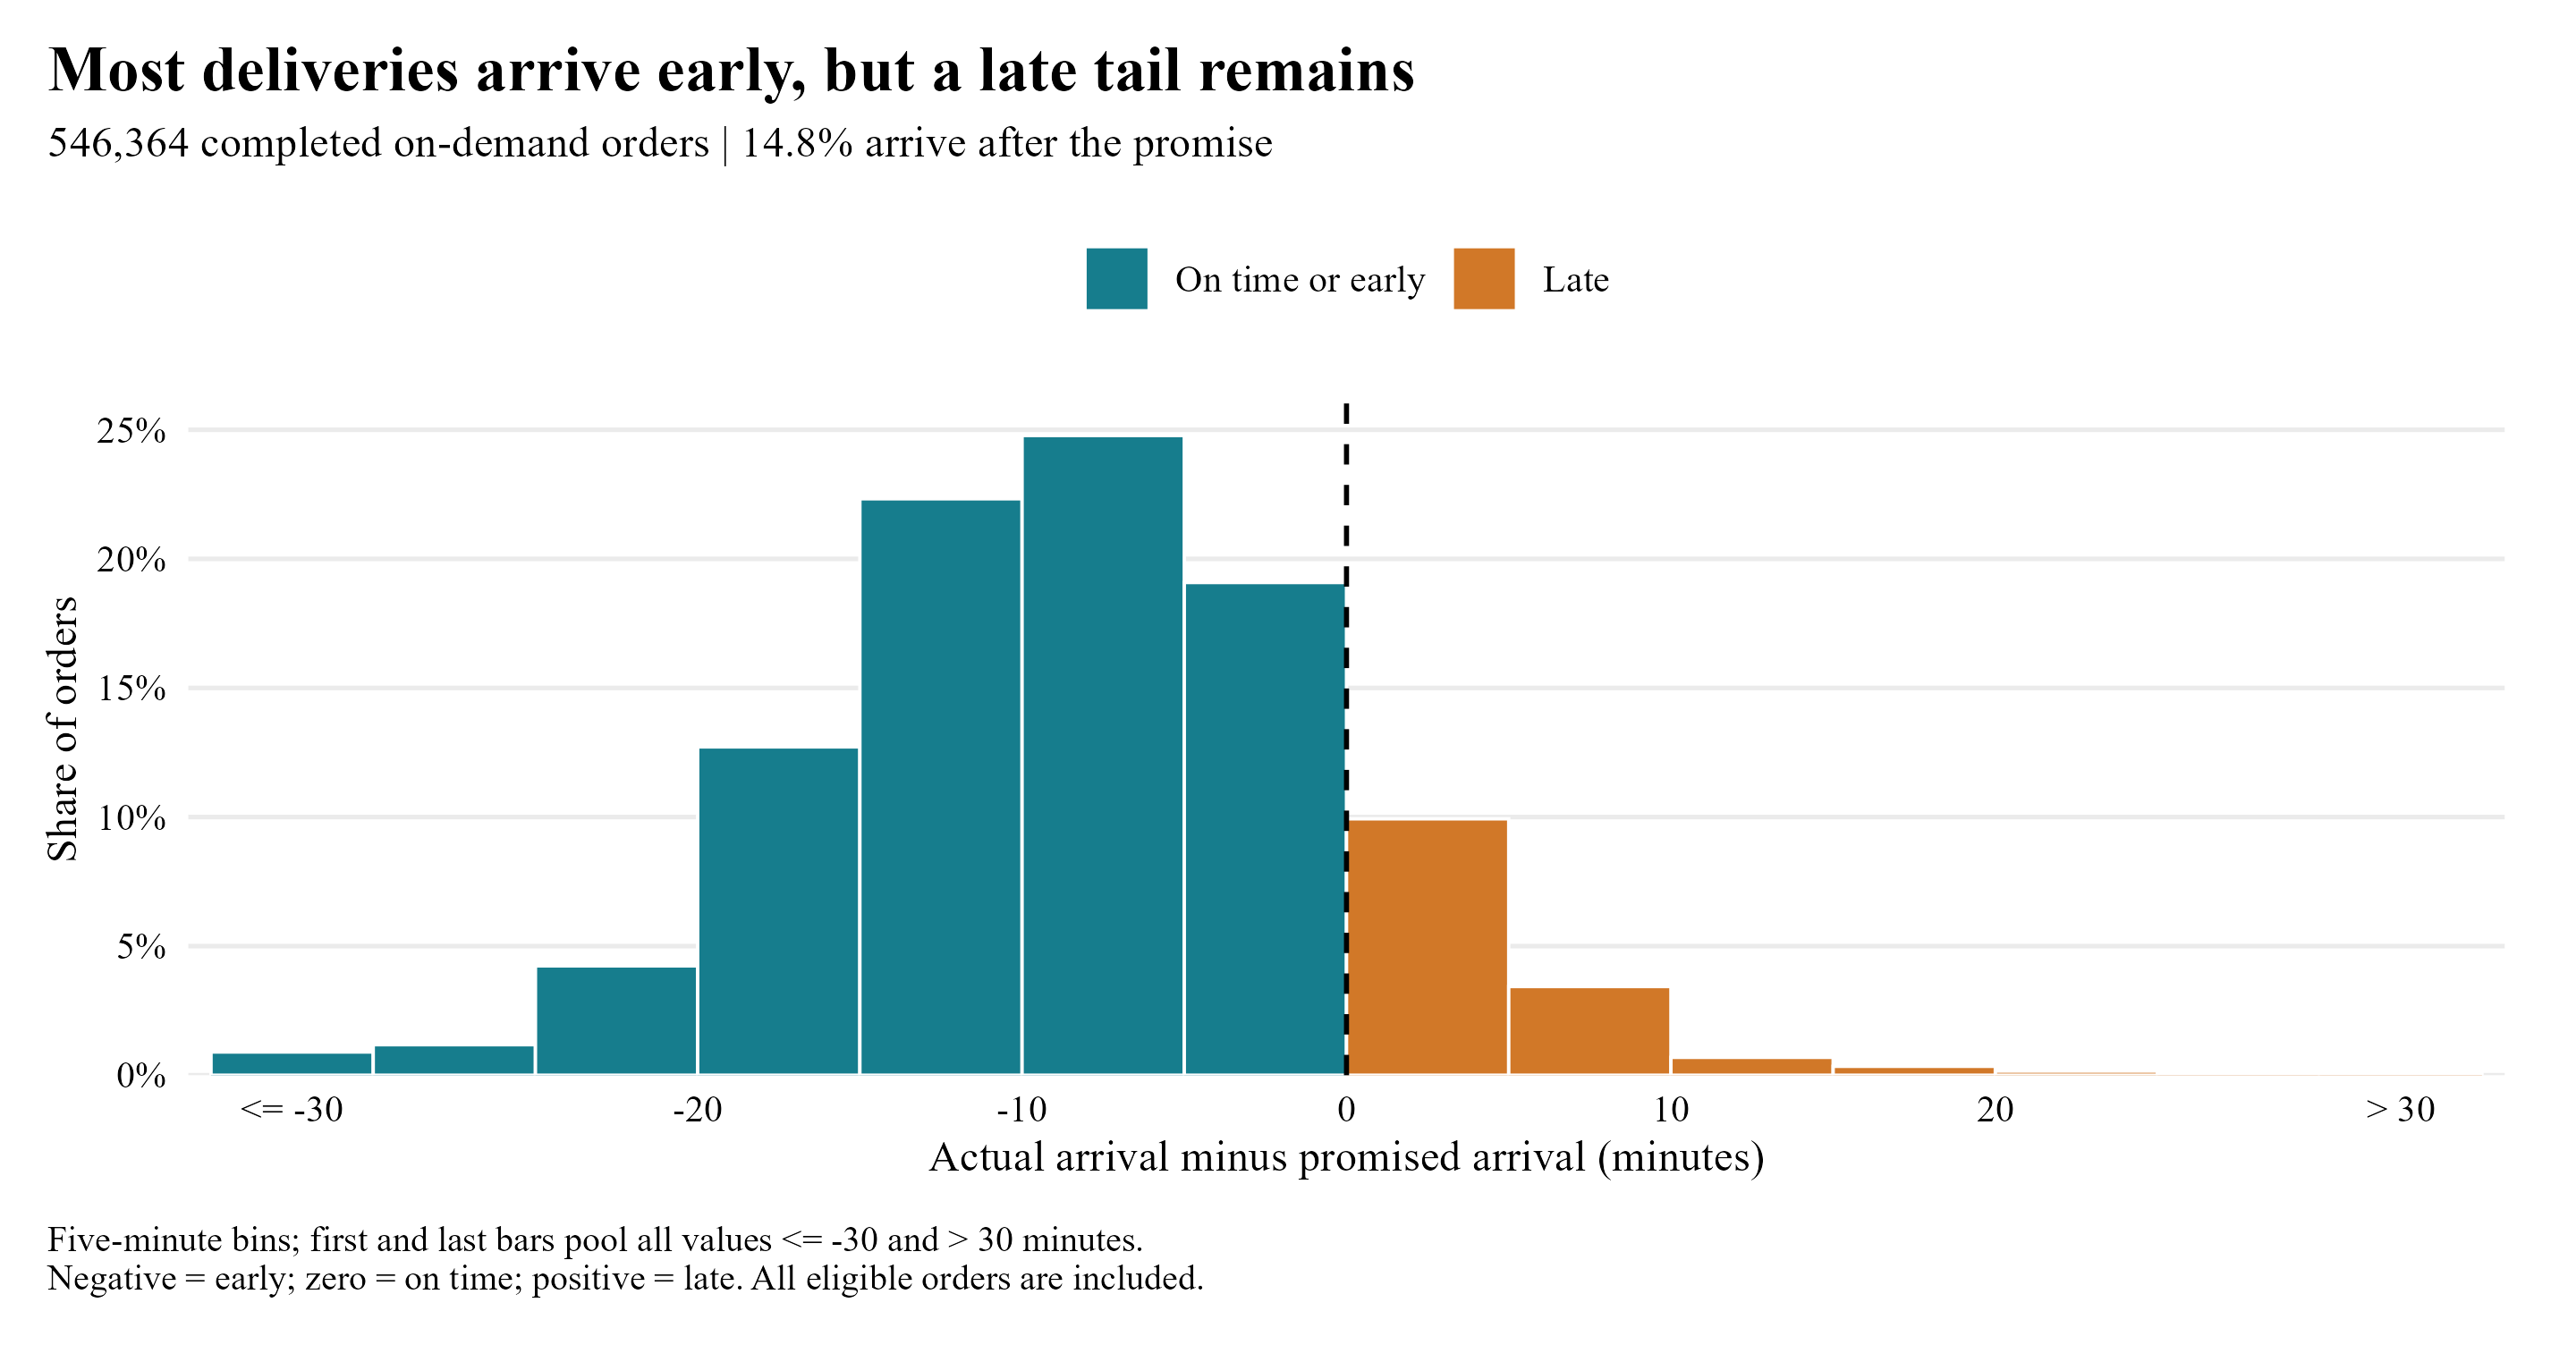 Most deliveries arrive early, but a late tail remains
546,364 completed on-demand orders | 14.8% arrive after the promise
On time or early
Late
Share of orders
25%
20%
15%
10%
5%
0%
<= -30
-20
-10
0
10
20
> 30
Actual arrival minus promised arrival (minutes)
Five-minute bins; first and last bars pool all values <= -30 and > 30 minutes.
Negative = early; zero = on time; positive = late. All eligible orders are included.